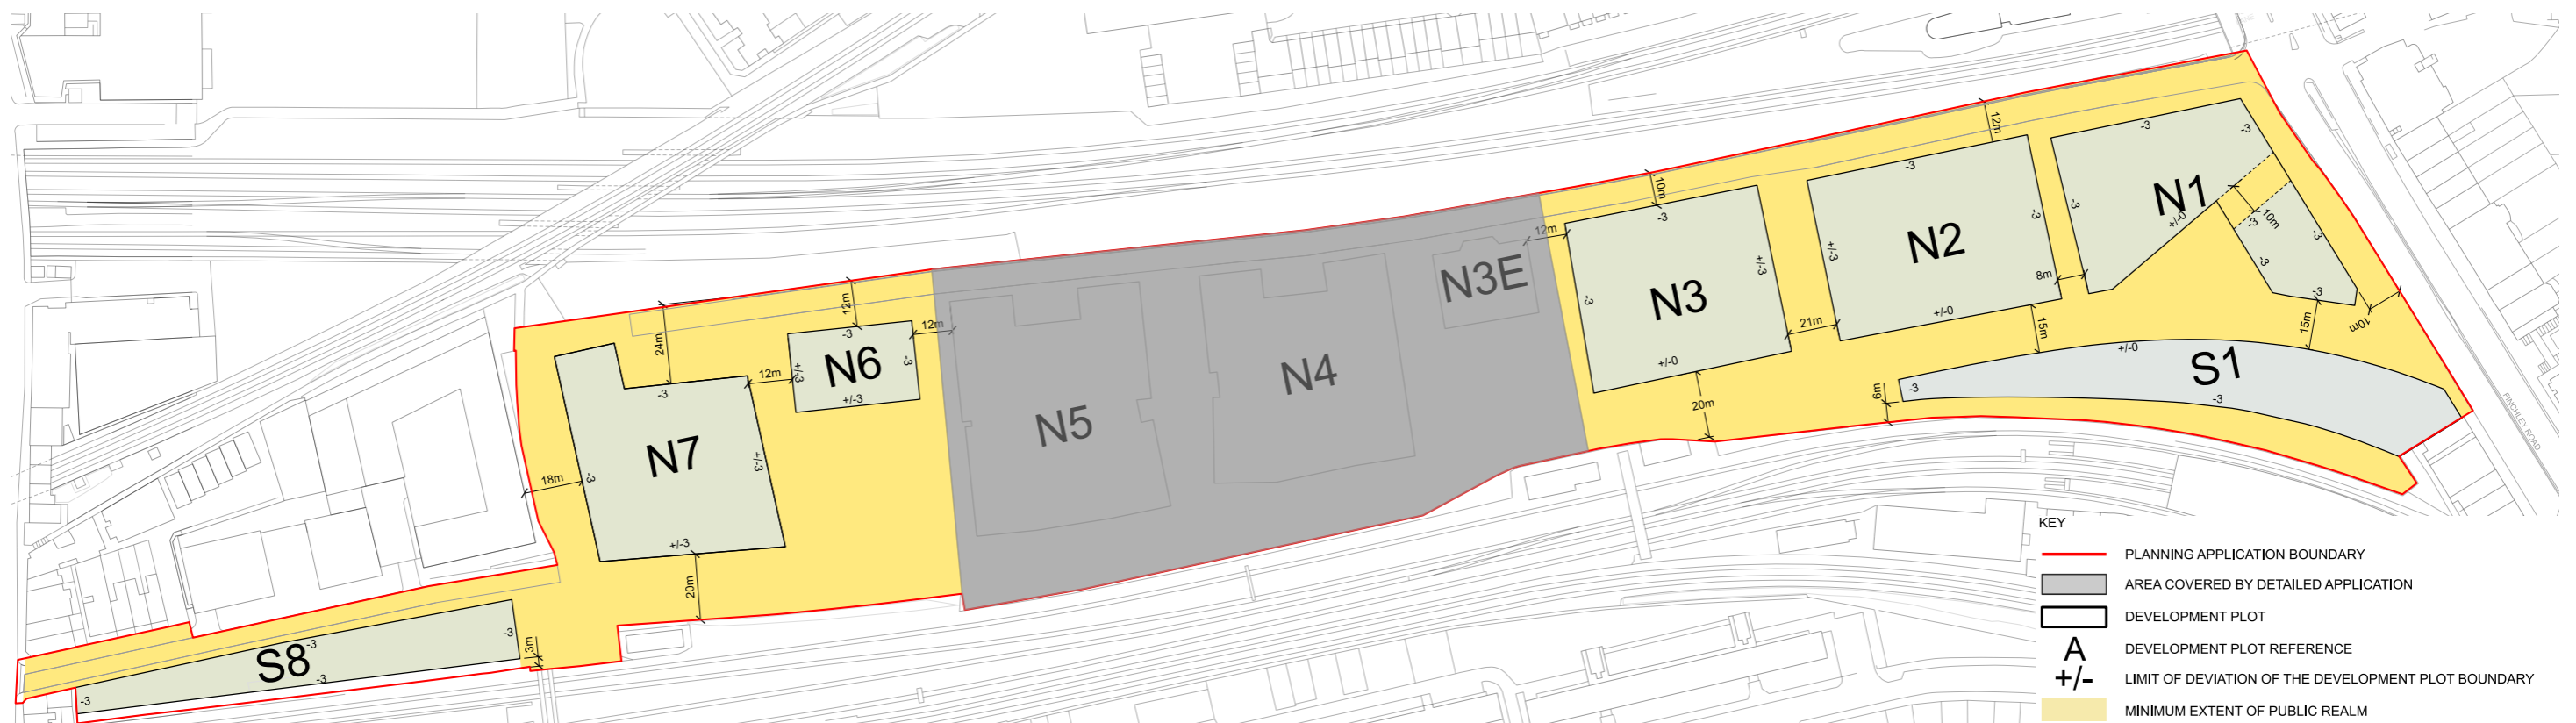 12m
10m
12m
21m
8m
15m
15m
10m
10m
20m
6m
12m
24m
12m
12m
18m
20m
3m
N1
-3
-3
-3
+/-0
-3
-3
-3
-3
N2
-3
-3
+/-3
+/-0
N3
-3
-3
+/-3
+/-0
N3E
N4
N5
N6
-3
-3
+/-3
+/-3
N7
-3
-3
+/-3
+/-3
S1
+/-0
-3
-3
S8
-3
-3
-3
-3
FINCHLEY ROAD
KEY
PLANNING APPLICATION BOUNDARY
AREA COVERED BY DETAILED APPLICATION
DEVELOPMENT PLOT
A DEVELOPMENT PLOT REFERENCE
+/- LIMIT OF DEVIATION OF THE DEVELOPMENT PLOT BOUNDARY
MINIMUM EXTENT OF PUBLIC REALM